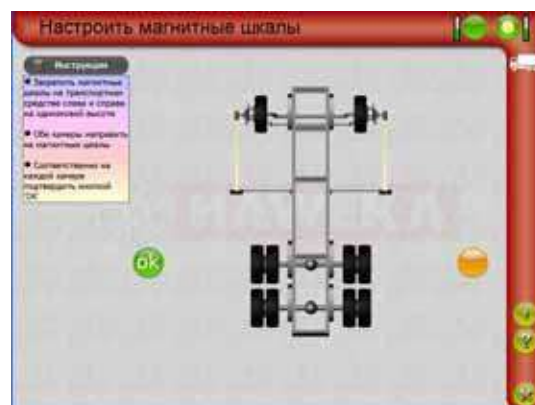 Настроить магнитные шкалы
Инструкция
Закрепить магнитные
шкалы на транспортном
средстве слева и справа
на одинаковой высоте
Обе камеры направить
на магнитные шкалы
Соответственно на
каждой камере
подтвердить кнопкой
"OK
ok
HAWEKA